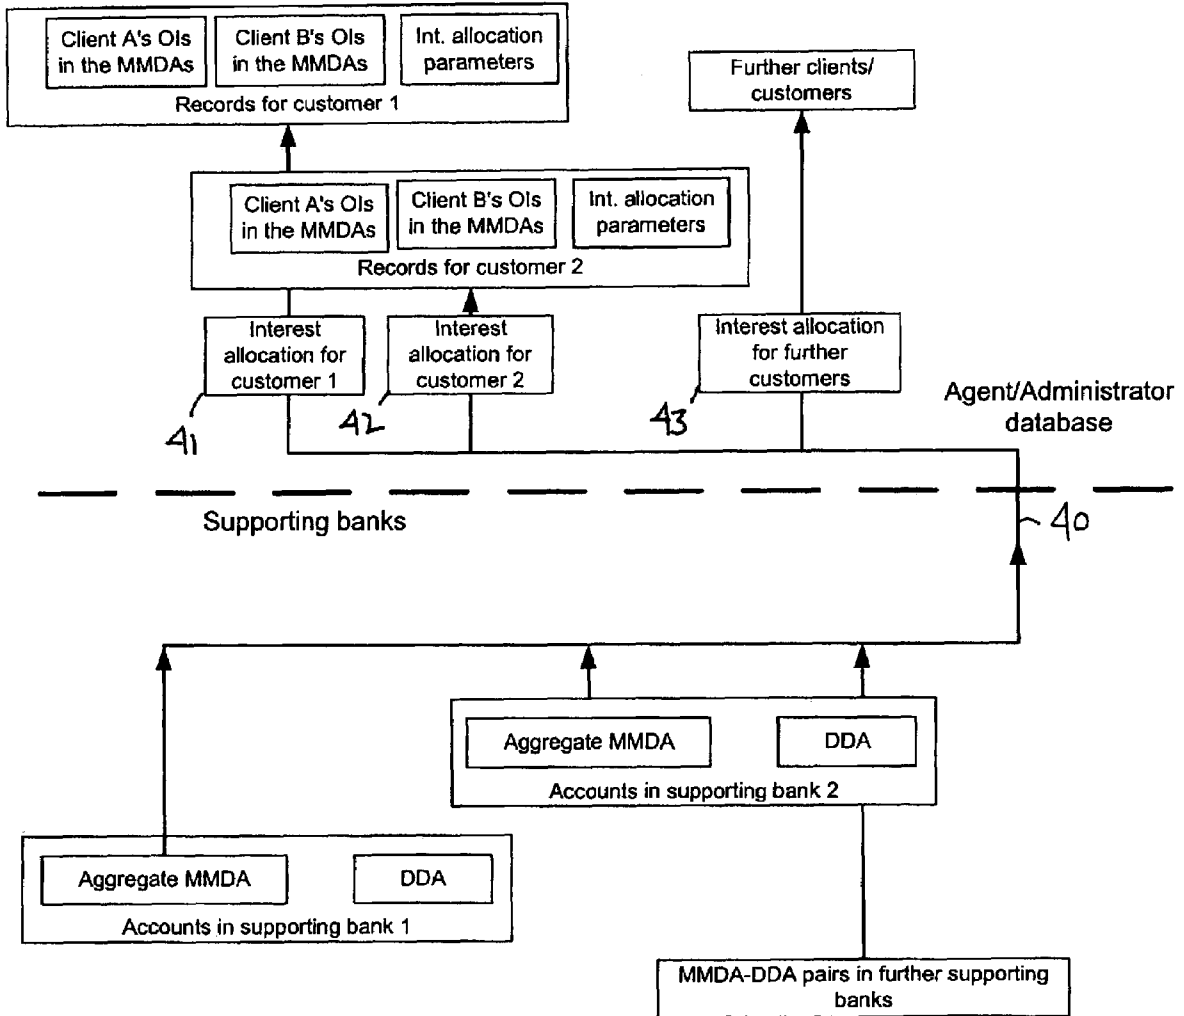 Client A's OIs
in the MMDAs
Client B's OIs
in the MMDAs
Int. allocation
parameters
Records for customer 1
Further clients/
customers
Client A's OIs
in the MMDAs
Client B's OIs
in the MMDAs
Int. allocation
parameters
Records for customer 2
Interest
allocation for
customer 1
Interest
allocation for
customer 2
Interest allocation
for further
customers
41
42
43
Agent/Administrator
database
Supporting banks
40
Aggregate MMDA
DDA
Accounts in supporting bank 2
Aggregate MMDA
DDA
Accounts in supporting bank 1
MMDA-DDA pairs in further supporting
banks